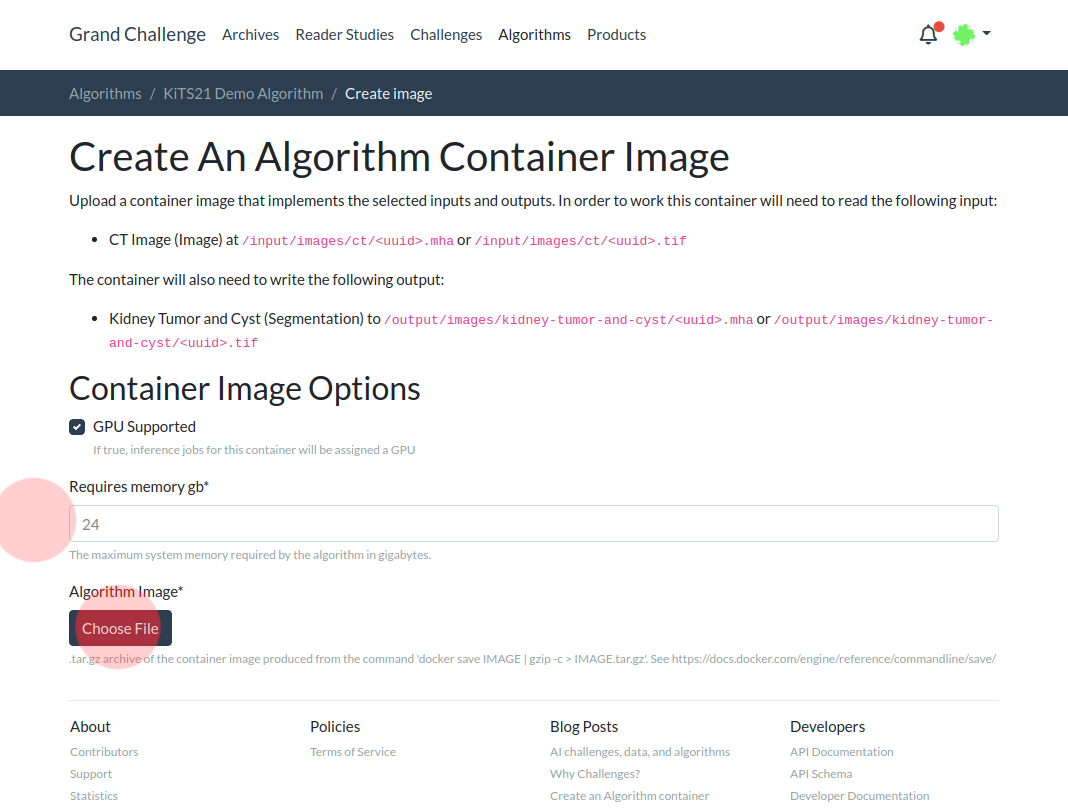 Grand Challenge Archives Reader Studies Challenges Algorithms Products
Algorithms / KiTS21 Demo Algorithm / Create image
Create An Algorithm Container Image
Upload a container image that implements the selected inputs and outputs. In order to work this container will need to read the following input:
• CT Image (Image) at /input/images/ct/<uuid>.mha or /input/images/ct/<uuid>.tif
The container will also need to write the following output:
• Kidney Tumor and Cyst (Segmentation) to /output/images/kidney-tumor-and-cyst/<uuid>.mha or /output/images/kidney-tumor-
and-cyst/<uuid>.tif
Container Image Options
GPU Supported
If true, inference jobs for this container will be assigned a GPU
Requires memory gb*
24
The maximum system memory required by the algorithm in gigabytes.
Algorithm Image*
Choose File
.tar.gz archive of the container image produced from the command 'docker save IMAGE | gzip -c > IMAGE.tar.gz'. See https://docs.docker.com/engine/reference/commandline/save/
About Policies Blog Posts Developers
Contributors Terms of Service AI challenges, data, and algorithms API Documentation
Support Why Challenges? API Schema
Statistics Create an Algorithm container Developer Documentation